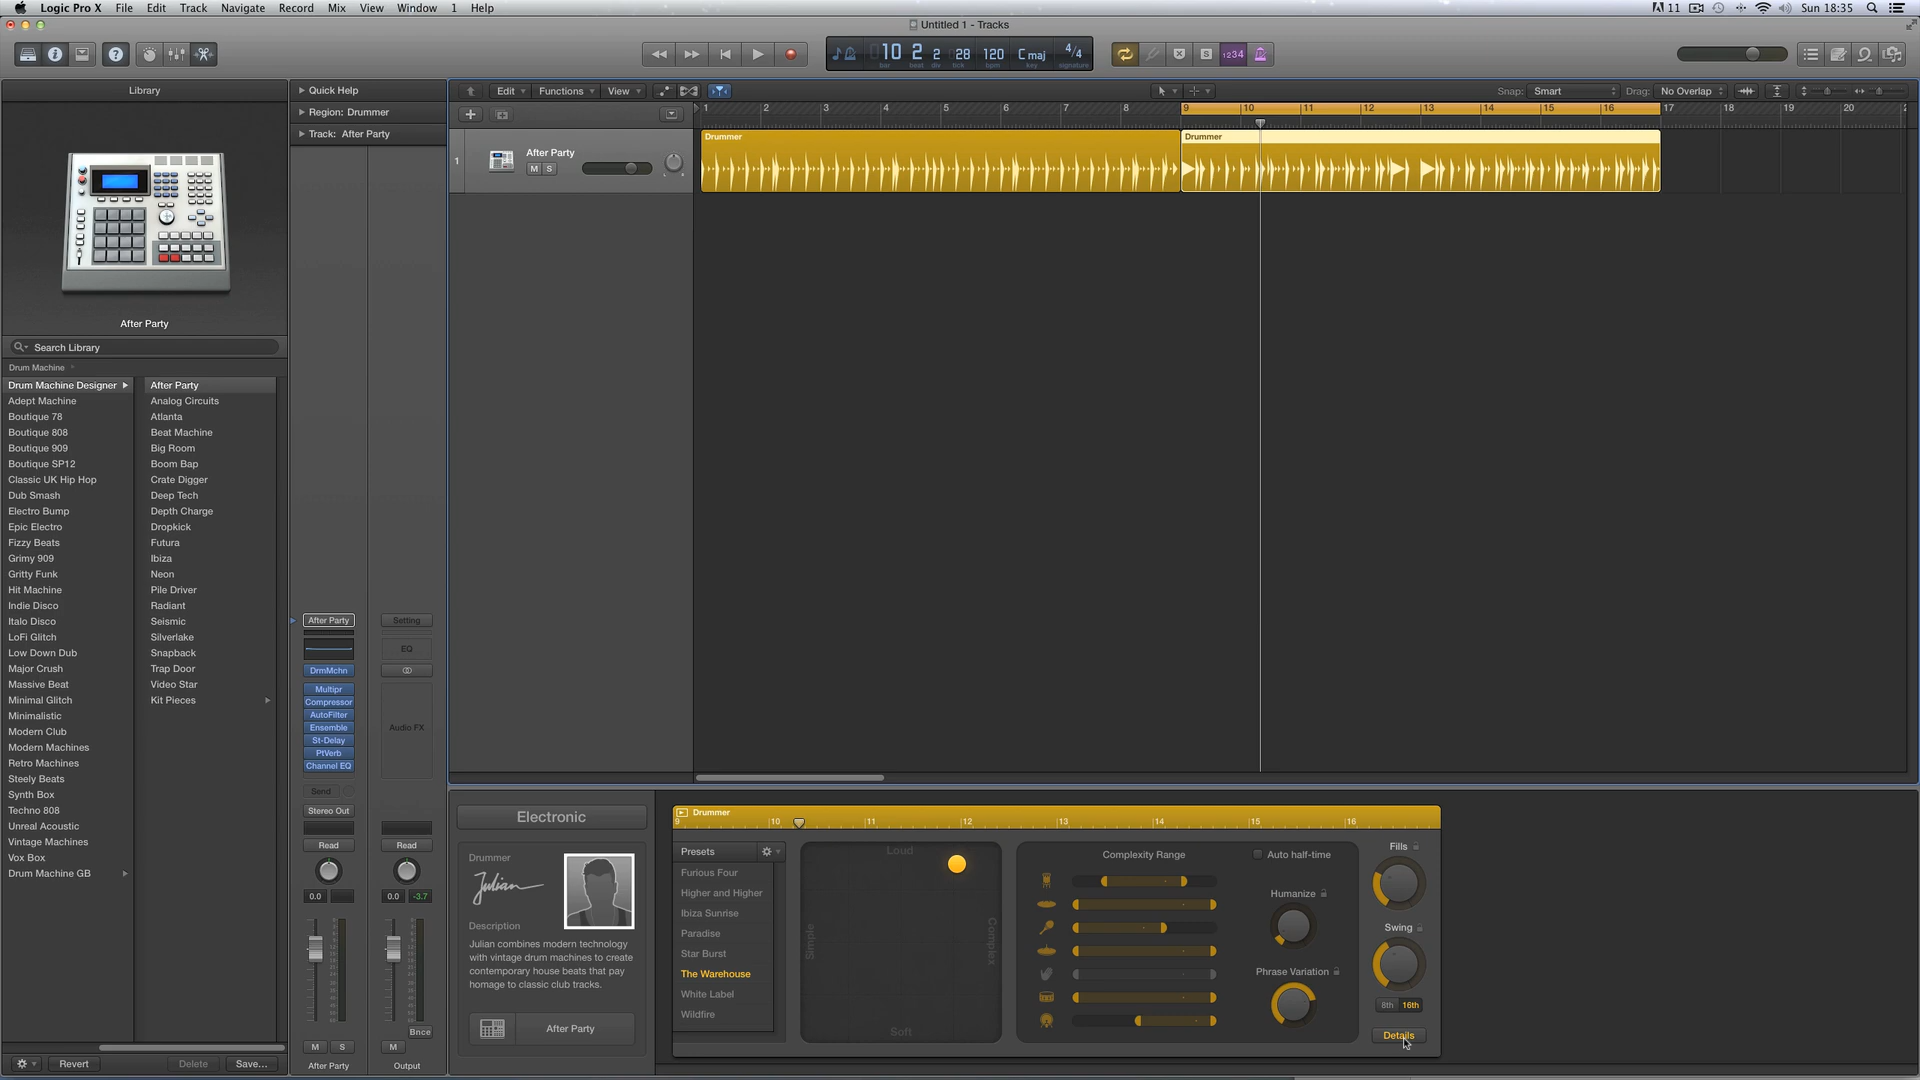 Logic Pro X File Edit Track Navigate Record Mix View Window 1 Help
11 Sun 18:35
Untitled 1 - Tracks
10 2 2 28 120 C maj 4/4
bar beat div tick bpm key signature
1234
Library
Quick Help
Region: Drummer
Track: After Party
Edit Functions View
Snap: Smart Drag: No Overlap
1 2 3 4 5 6 7 8 9 10 11 12 13 14 15 16 17 18 19 20
1
After Party
M S
Drummer
Drummer
After Party
Search Library
Drum Machine
Drum Machine Designer
Adept Machine
Boutique 78
Boutique 808
Boutique 909
Boutique SP12
Classic UK Hip Hop
Dub Smash
Electro Bump
Epic Electro
Fizzy Beats
Grimy 909
Gritty Funk
Hit Machine
Indie Disco
Italo Disco
LoFi Glitch
Low Down Dub
Major Crush
Massive Beat
Minimal Glitch
Minimalistic
Modern Club
Modern Machines
Retro Machines
Steely Beats
Synth Box
Techno 808
Unreal Acoustic
Vintage Machines
Vox Box
Drum Machine GB
After Party
Analog Circuits
Atlanta
Beat Machine
Big Room
Boom Bap
Crate Digger
Deep Tech
Depth Charge
Dropkick
Futura
Ibiza
Neon
Pile Driver
Radiant
Seismic
Silverlake
Snapback
Trap Door
Video Star
Kit Pieces
Revert
Delete
Save...
After Party
DrmMchn
Multipr
Compressor
AutoFilter
Ensemble
St-Delay
PtVerb
Channel EQ
Send
Stereo Out
Read
0.0
M S
After Party
Setting
EQ
Audio FX
Read
0.0 -3.7
Bnce
M
Output
Electronic
Drummer
Julian
Description
Julian combines modern technology
with vintage drum machines to create
contemporary house beats that pay
homage to classic club tracks.
After Party
Drummer
9 10 11 12 13 14 15 16
Presets
Furious Four
Higher and Higher
Ibiza Sunrise
Paradise
Star Burst
The Warehouse
White Label
Wildfire
Loud
Simple
Complex
Soft
Complexity Range
Auto half-time
Humanize
Phrase Variation
Fills
Swing
8th 16th
Details